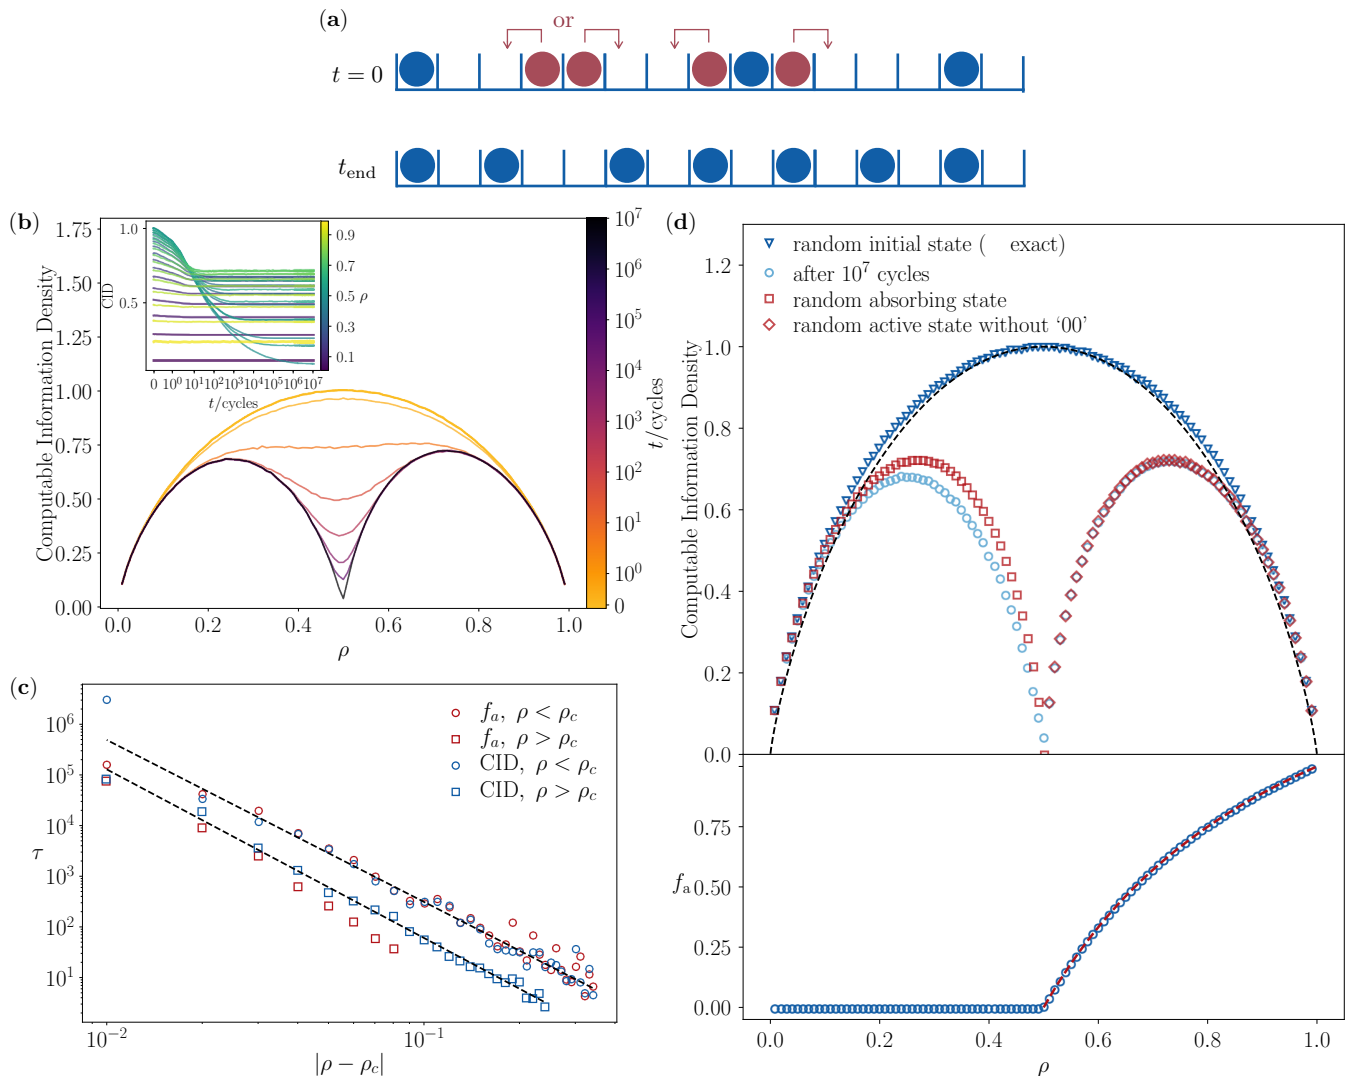 (a)
or
t = 0
t_end
(b)
Computable Information Density
1.75
1.50
1.25
1.00
0.75
0.50
0.25
0.00
0.0 0.2 0.4 0.6 0.8 1.0
ρ
CID
1.0
0.5
0 10^0 10^1 10^2 10^3 10^4 10^5 10^6 10^7
t/cycles
0.9
0.7
0.5 ρ
0.3
0.1
10^7
10^6
10^5
10^4
10^3
10^2
10^1
10^0
0
t/cycles
(c)
τ
10^6
10^5
10^4
10^3
10^2
10^1
10^-2 10^-1
|ρ − ρ_c|
f_a, ρ < ρ_c
f_a, ρ > ρ_c
CID, ρ < ρ_c
CID, ρ > ρ_c
(d)
random initial state ( exact)
after 10^7 cycles
random absorbing state
random active state without ‘00’
Computable Information Density
1.2
1.0
0.8
0.6
0.4
0.2
0.0
f_a
0.75
0.50
0.25
0.00
0.0 0.2 0.4 0.6 0.8 1.0
ρ